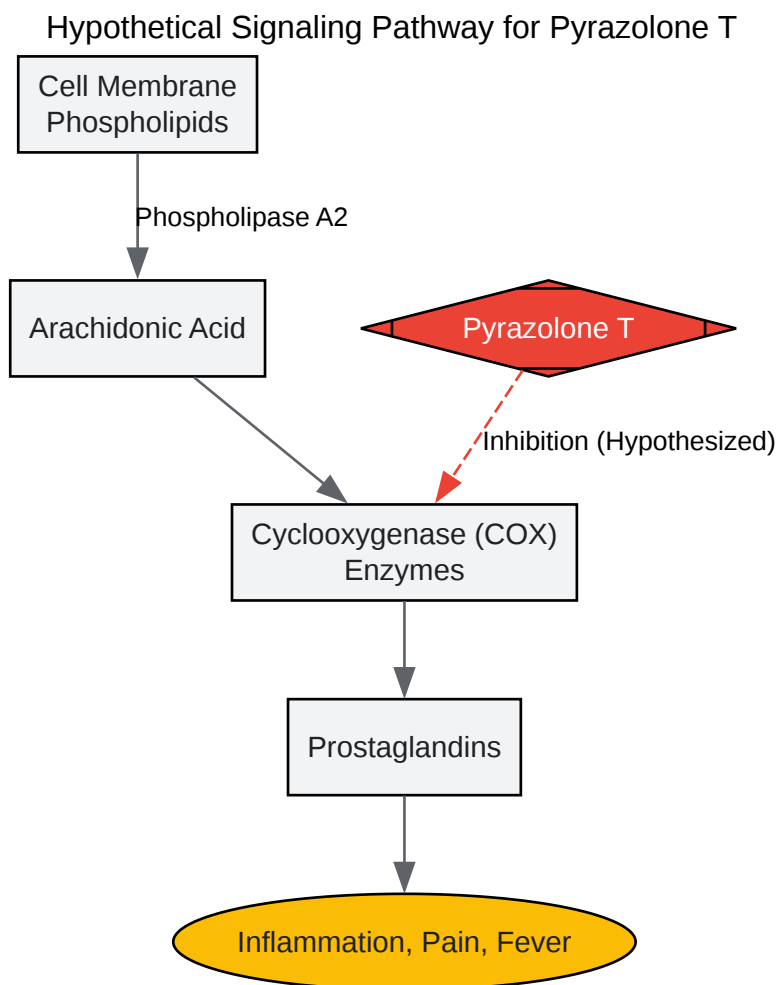 Hypothetical Signaling Pathway for Pyrazolone T
Cell Membrane
Phospholipids
Phospholipase A2
Arachidonic Acid
Pyrazolone T
Inhibition (Hypothesized)
Cyclooxygenase (COX)
Enzymes
Prostaglandins
Inflammation, Pain, Fever